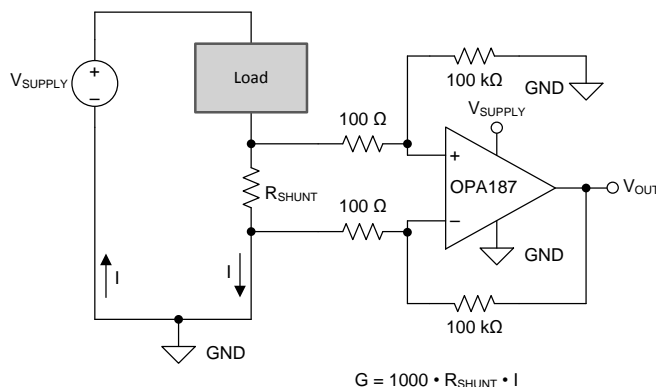 VSUPPLY
+
−
Load
RSHUNT
I
I
GND
100 Ω
100 Ω
100 kΩ
GND
VSUPPLY
+
OPA187
−
VOUT
GND
100 kΩ
G = 1000 • RSHUNT • I